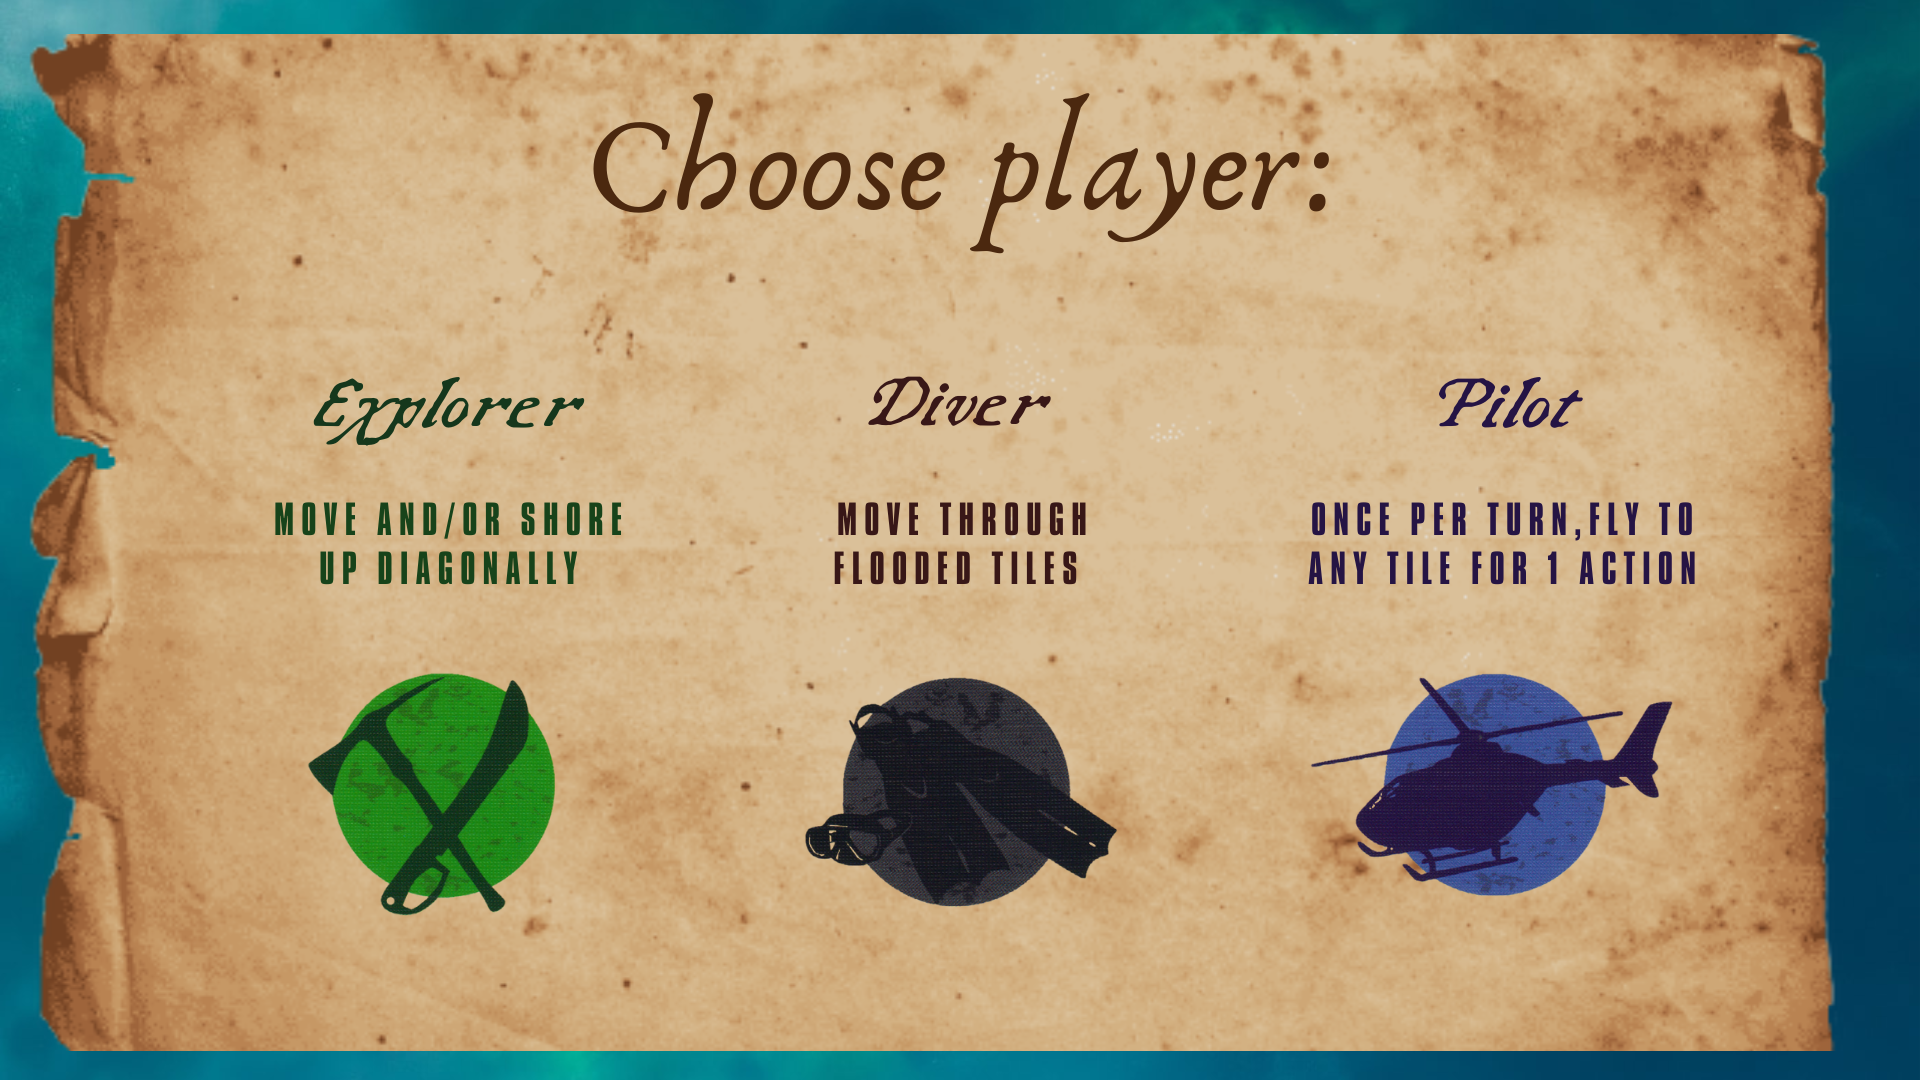 Choose player:
Explorer
MOVE AND/OR SHORE
UP DIAGONALLY
Diver
MOVE THROUGH
FLOODED TILES
Pilot
ONCE PER TURN,FLY TO
ANY TILE FOR 1 ACTION